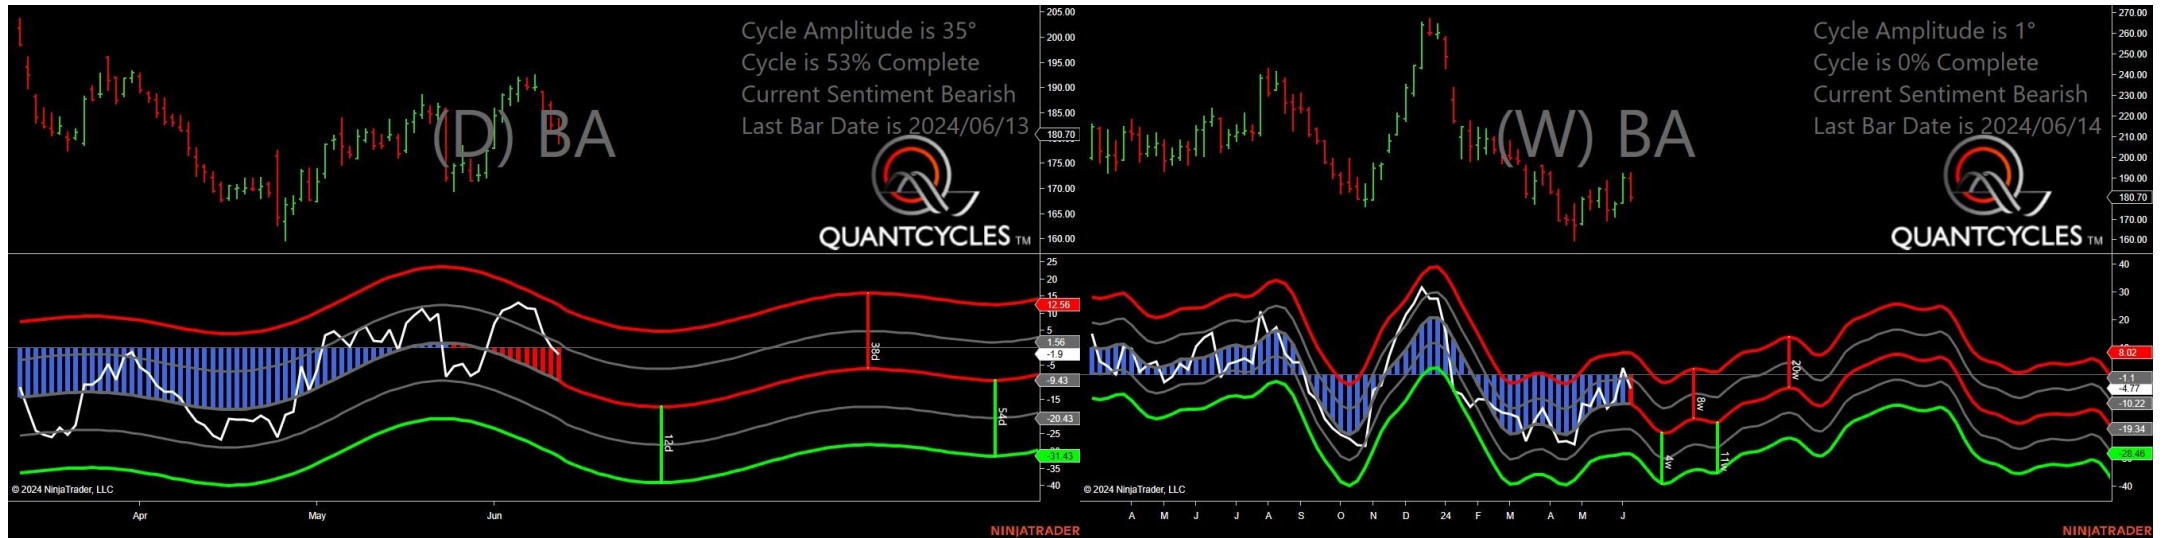 Cycle Amplitude is 35°
Cycle is 53% Complete
Current Sentiment Bearish
Last Bar Date is 2024/06/13
(D) BA
QUANTCYCLES TM
205.00
200.00
195.00
190.00
185.00
180.70
175.00
170.00
165.00
160.00
25
20
15
12.56
10
5
1.56
-1.9
-5
-9.43
-15
-20.43
-25
-31.43
-35
-40
12d
38d
54d
© 2024 NinjaTrader, LLC
Apr May Jun
NINJATRADER
Cycle Amplitude is 1°
Cycle is 0% Complete
Current Sentiment Bearish
Last Bar Date is 2024/06/14
(W) BA
QUANTCYCLES TM
270.00
260.00
250.00
240.00
230.00
220.00
210.00
200.00
190.00
180.70
170.00
160.00
40
30
20
8.02
-1.1
-4.77
-10.22
-19.34
-28.46
-40
4w
8w
11w
20w
© 2024 NinjaTrader, LLC
A M J J A S O N D 24 F M A M J
NINJATRADER